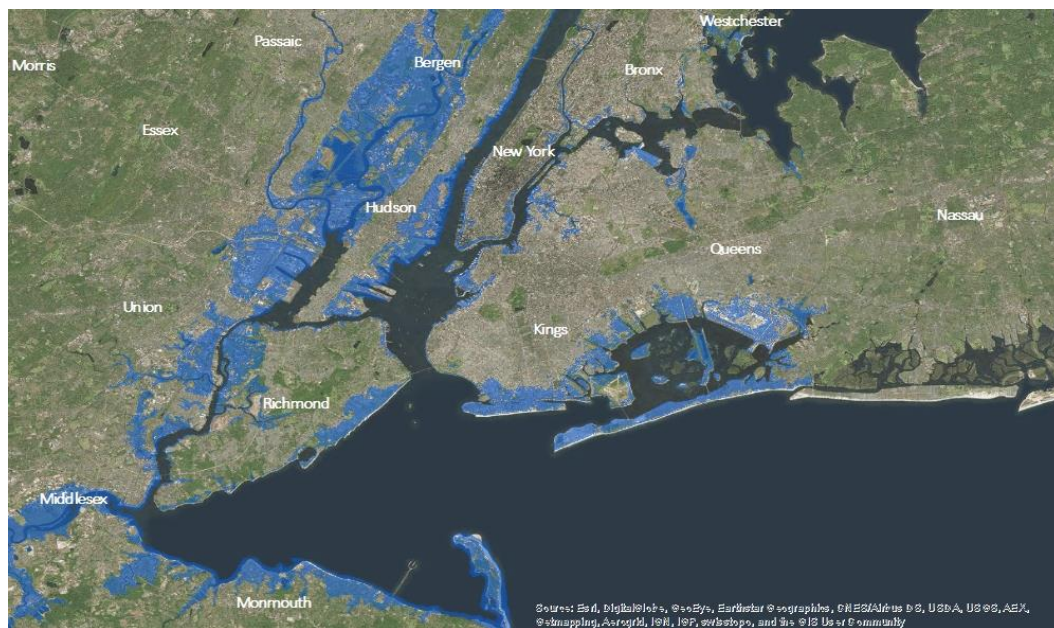 Westchester
Passaic
Morris
Bergen
Bronx
Essex
New York
Hudson
Nassau
Queens
Union
Kings
Richmond
Middlesex
Monmouth
Source: Esri, DigitalGlobe, GeoEye, Earthstar Geographics, CNES/Airbus DS, USDA, USGS, AEX,
Getmapping, Aerogrid, IGN, IGP, swisstopo, and the GIS User Community